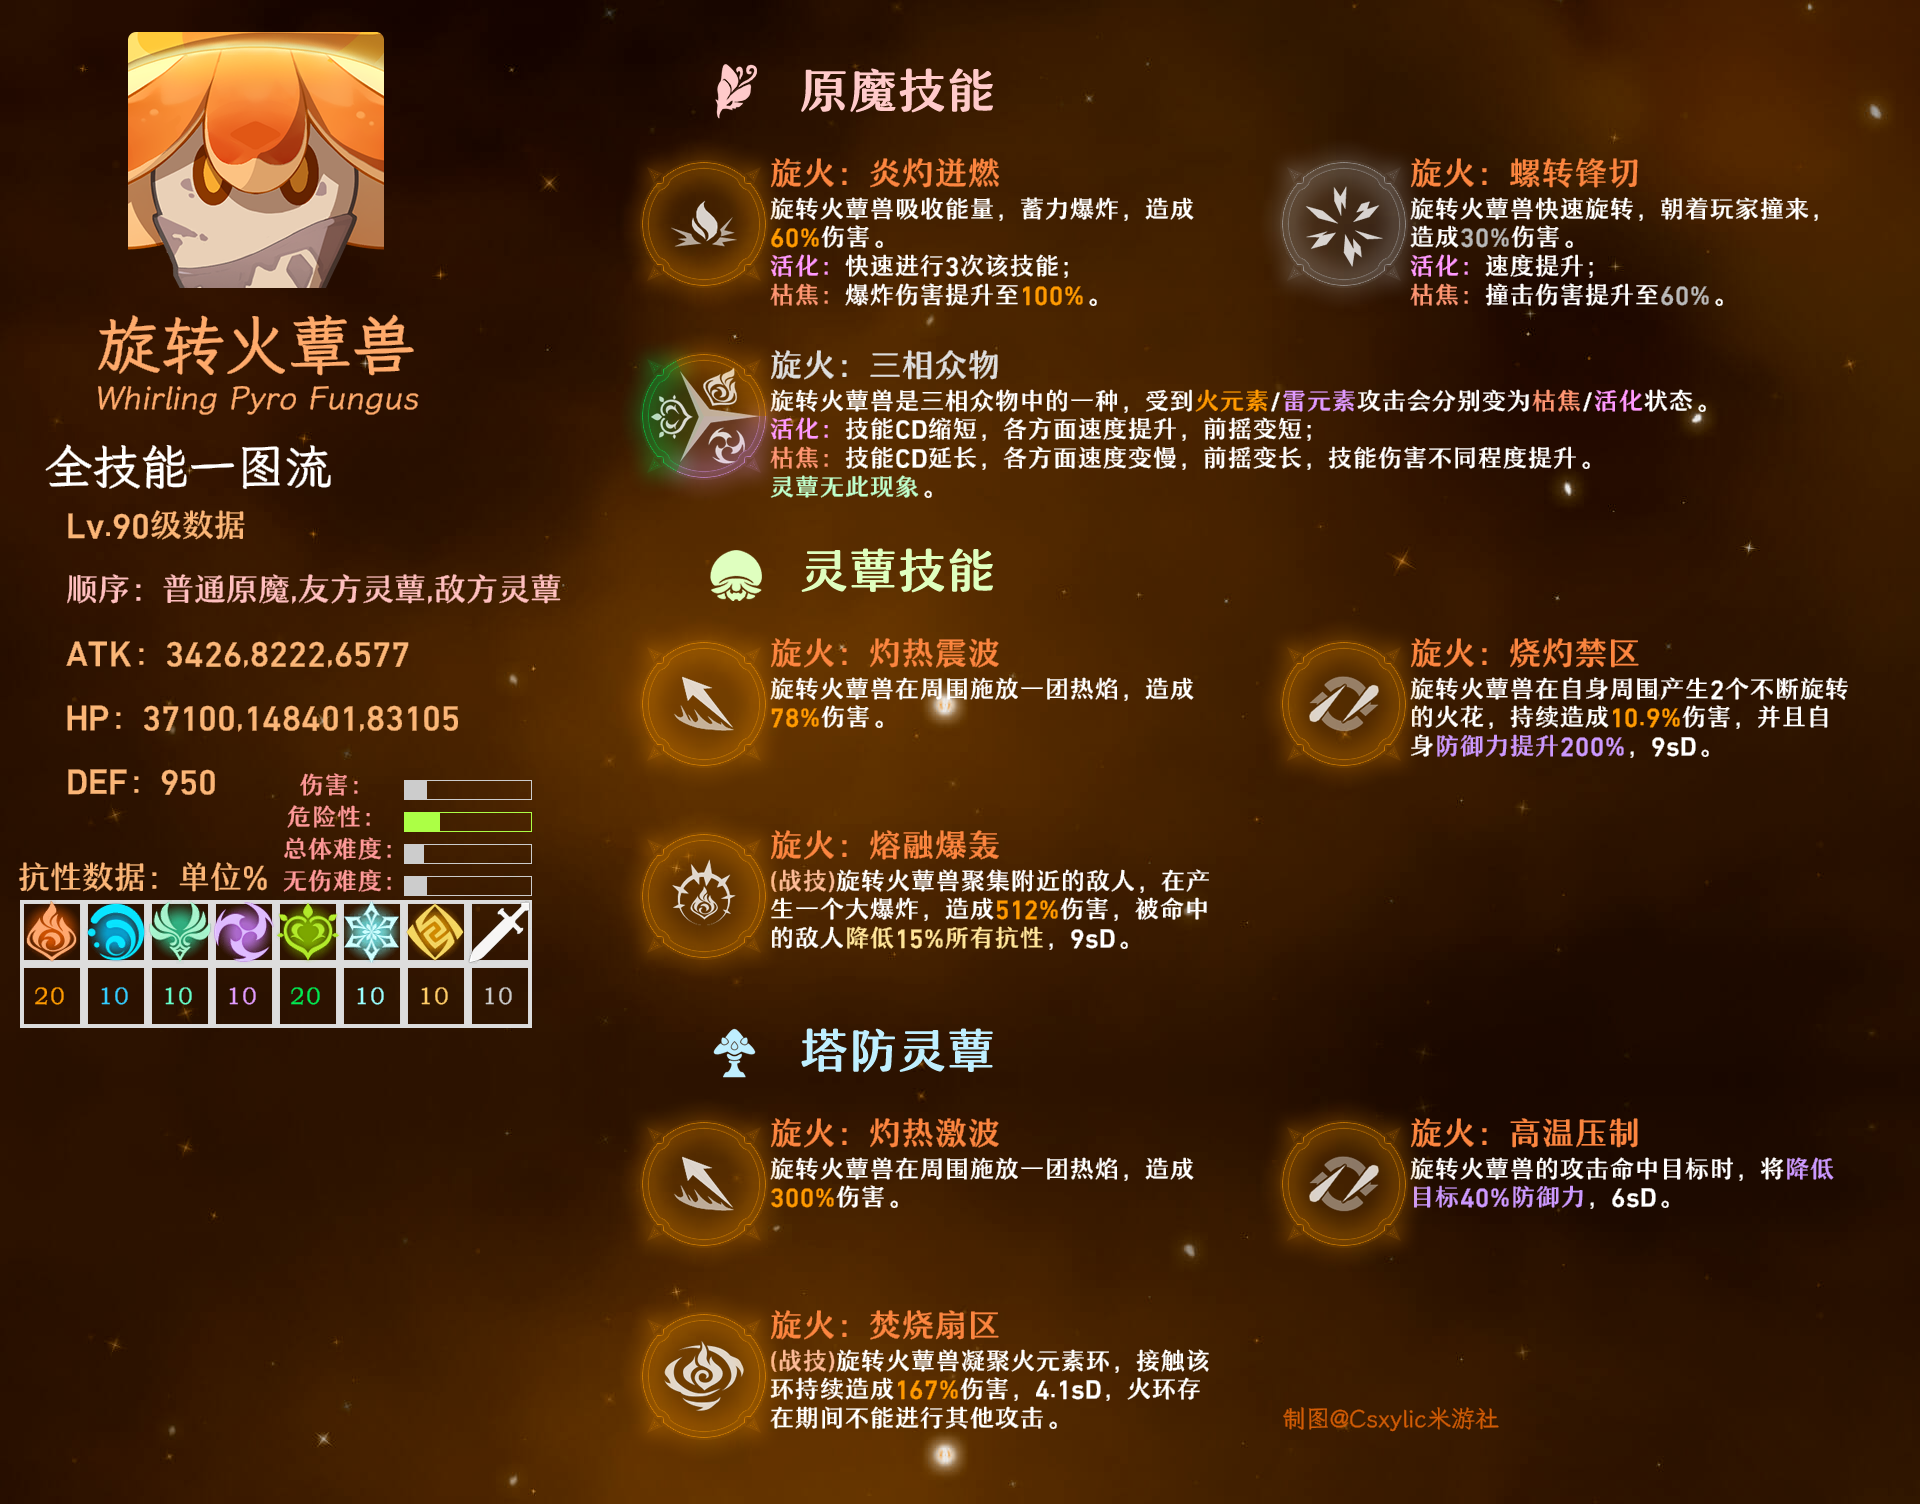 旋转火蕈兽
Whirling Pyro Fungus
全技能一图流
Lv.90级数据
顺序：普通原魔,友方灵蕈,敌方灵蕈
ATK：3426,8222,6577
HP：37100,148401,83105
DEF：950
伤害：
危险性：
总体难度：
无伤难度：
抗性数据：单位%
20 10 10 10 20 10 10 10
原魔技能
旋火：炎灼迸燃
旋转火蕈兽吸收能量，蓄力爆炸，造成
60%伤害。
活化：快速进行3次该技能；
枯焦：爆炸伤害提升至100%。
旋火：螺转锋切
旋转火蕈兽快速旋转，朝着玩家撞来，
造成30%伤害。
活化：速度提升；
枯焦：撞击伤害提升至60%。
旋火：三相众物
旋转火蕈兽是三相众物中的一种，受到火元素/雷元素攻击会分别变为枯焦/活化状态。
活化：技能CD缩短，各方面速度提升，前摇变短；
枯焦：技能CD延长，各方面速度变慢，前摇变长，技能伤害不同程度提升。
灵蕈无此现象。
灵蕈技能
旋火：灼热震波
旋转火蕈兽在周围施放一团热焰，造成
78%伤害。
旋火：烧灼禁区
旋转火蕈兽在自身周围产生2个不断旋转
的火花，持续造成10.9%伤害，并且自
身防御力提升200%，9sD。
旋火：熔融爆轰
(战技)旋转火蕈兽聚集附近的敌人，在产
生一个大爆炸，造成512%伤害，被命中
的敌人降低15%所有抗性，9sD。
塔防灵蕈
旋火：灼热激波
旋转火蕈兽在周围施放一团热焰，造成
300%伤害。
旋火：高温压制
旋转火蕈兽的攻击命中目标时，将降低
目标40%防御力，6sD。
旋火：焚烧扇区
(战技)旋转火蕈兽凝聚火元素环，接触该
环持续造成167%伤害，4.1sD，火环存
在期间不能进行其他攻击。
制图@Csxylic米游社